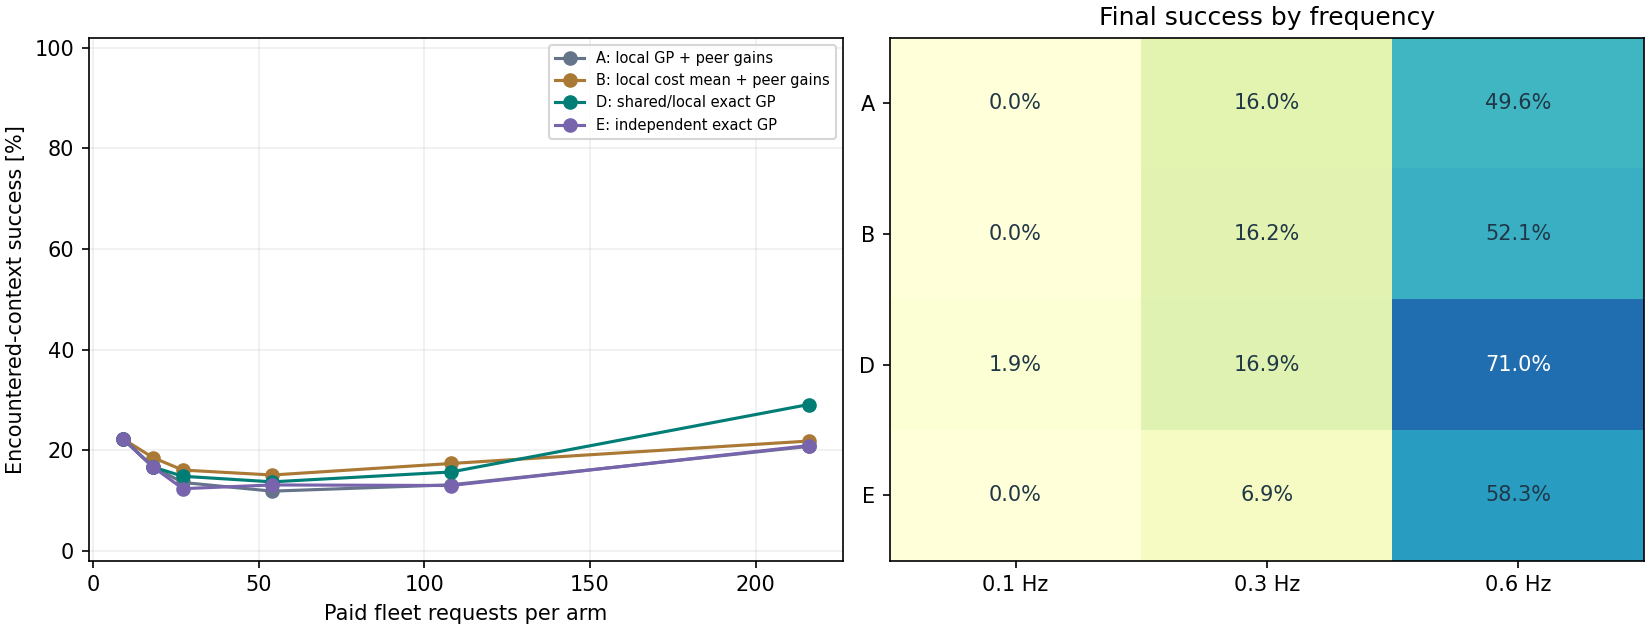 Encountered-context success [%]
100
80
60
40
20
0
0
50
100
150
200
Paid fleet requests per arm
A: local GP + peer gains
B: local cost mean + peer gains
D: shared/local exact GP
E: independent exact GP
Final success by frequency
A
0.0%
16.0%
49.6%
B
0.0%
16.2%
52.1%
D
1.9%
16.9%
71.0%
E
0.0%
6.9%
58.3%
0.1 Hz
0.3 Hz
0.6 Hz